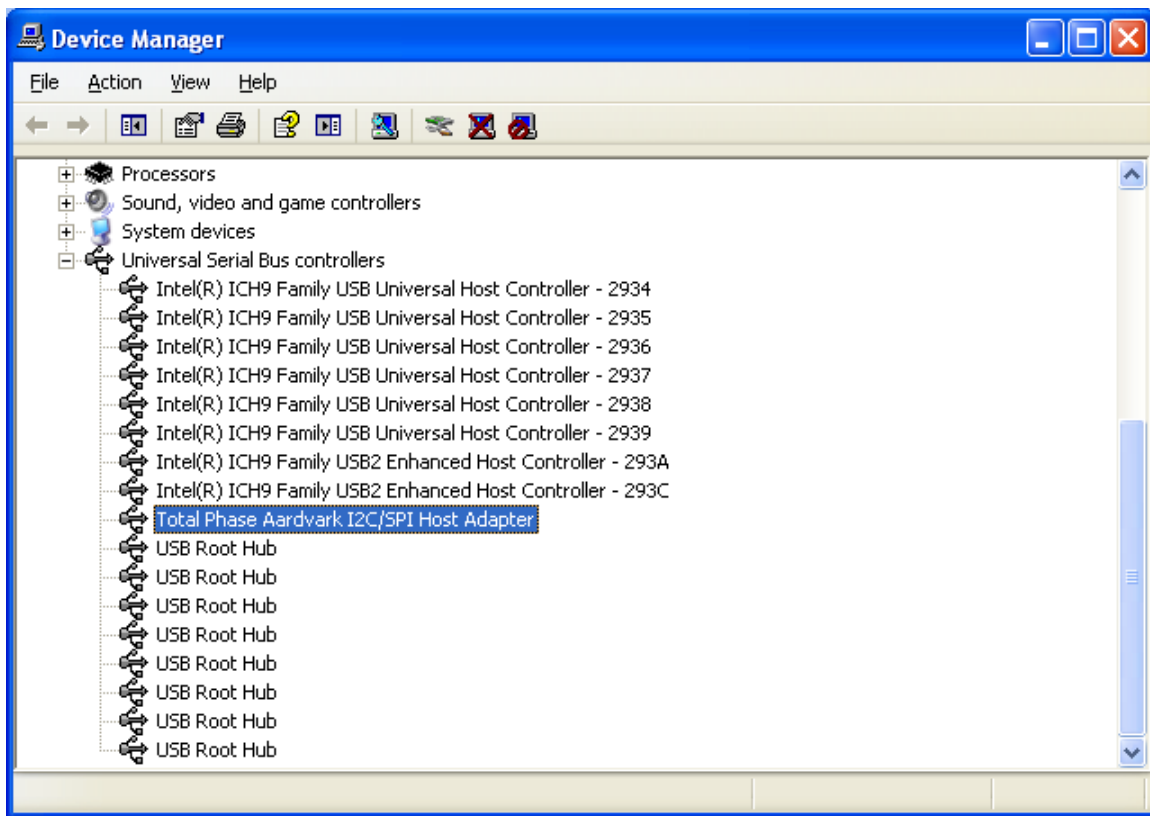 Device Manager
File Action View Help
Processors
Sound, video and game controllers
System devices
Universal Serial Bus controllers
Intel(R) ICH9 Family USB Universal Host Controller - 2934
Intel(R) ICH9 Family USB Universal Host Controller - 2935
Intel(R) ICH9 Family USB Universal Host Controller - 2936
Intel(R) ICH9 Family USB Universal Host Controller - 2937
Intel(R) ICH9 Family USB Universal Host Controller - 2938
Intel(R) ICH9 Family USB Universal Host Controller - 2939
Intel(R) ICH9 Family USB2 Enhanced Host Controller - 293A
Intel(R) ICH9 Family USB2 Enhanced Host Controller - 293C
Total Phase Aardvark I2C/SPI Host Adapter
USB Root Hub
USB Root Hub
USB Root Hub
USB Root Hub
USB Root Hub
USB Root Hub
USB Root Hub
USB Root Hub